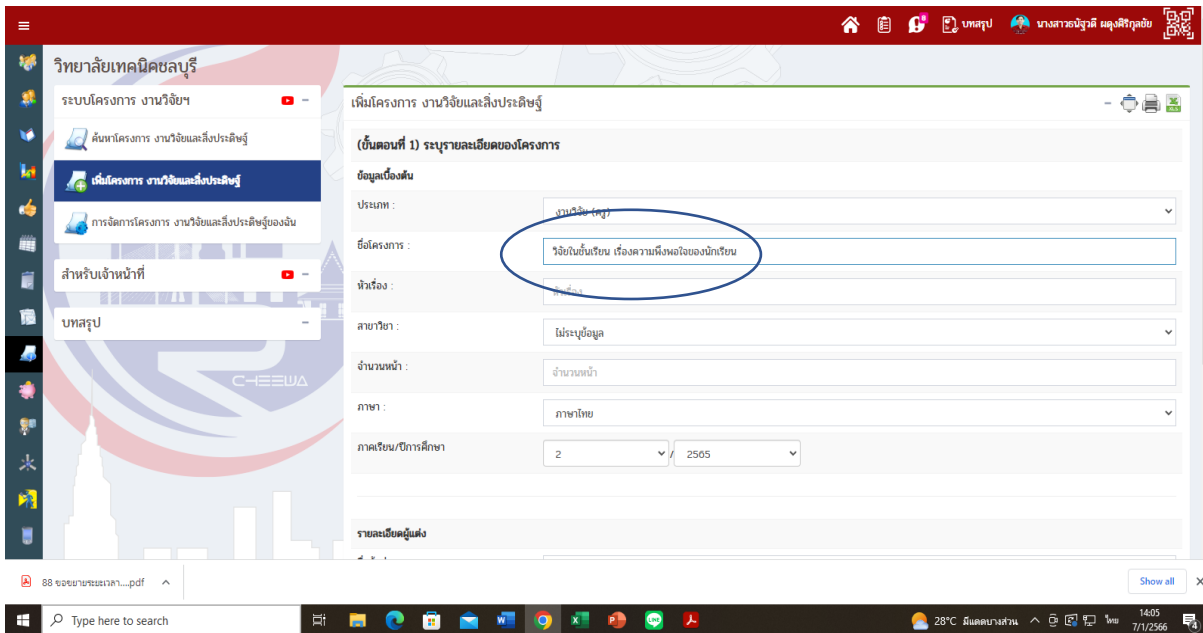 บทสรุป
นางสาวธนัฐวดี ผดุงศิริกุลชัย
วิทยาลัยเทคนิคชลบุรี
ระบบโครงการ งานวิจัยฯ
ค้นหาโครงการ งานวิจัยและสิ่งประดิษฐ์
เพิ่มโครงการ งานวิจัยและสิ่งประดิษฐ์
การจัดการโครงการ งานวิจัยและสิ่งประดิษฐ์ของฉัน
สำหรับเจ้าหน้าที่
บทสรุป
CHEEWA
เพิ่มโครงการ งานวิจัยและสิ่งประดิษฐ์
(ขั้นตอนที่ 1) ระบุรายละเอียดของโครงการ
ข้อมูลเบื้องต้น
ประเภท : งานวิจัย (ครู)
ชื่อโครงการ : วิจัยในชั้นเรียน เรื่องความพึงพอใจของนักเรียน
หัวเรื่อง : หัวเรื่อง
สาขาวิชา : ไม่ระบุข้อมูล
จำนวนหน้า : จำนวนหน้า
ภาษา : ภาษาไทย
ภาคเรียน/ปีการศึกษา 2 / 2565
รายละเอียดผู้แต่ง
88 ขอขยายระยะเวลา....pdf
Show all
Type here to search
28°C มีแดดบางส่วน
ไทย
14:05
7/1/2566